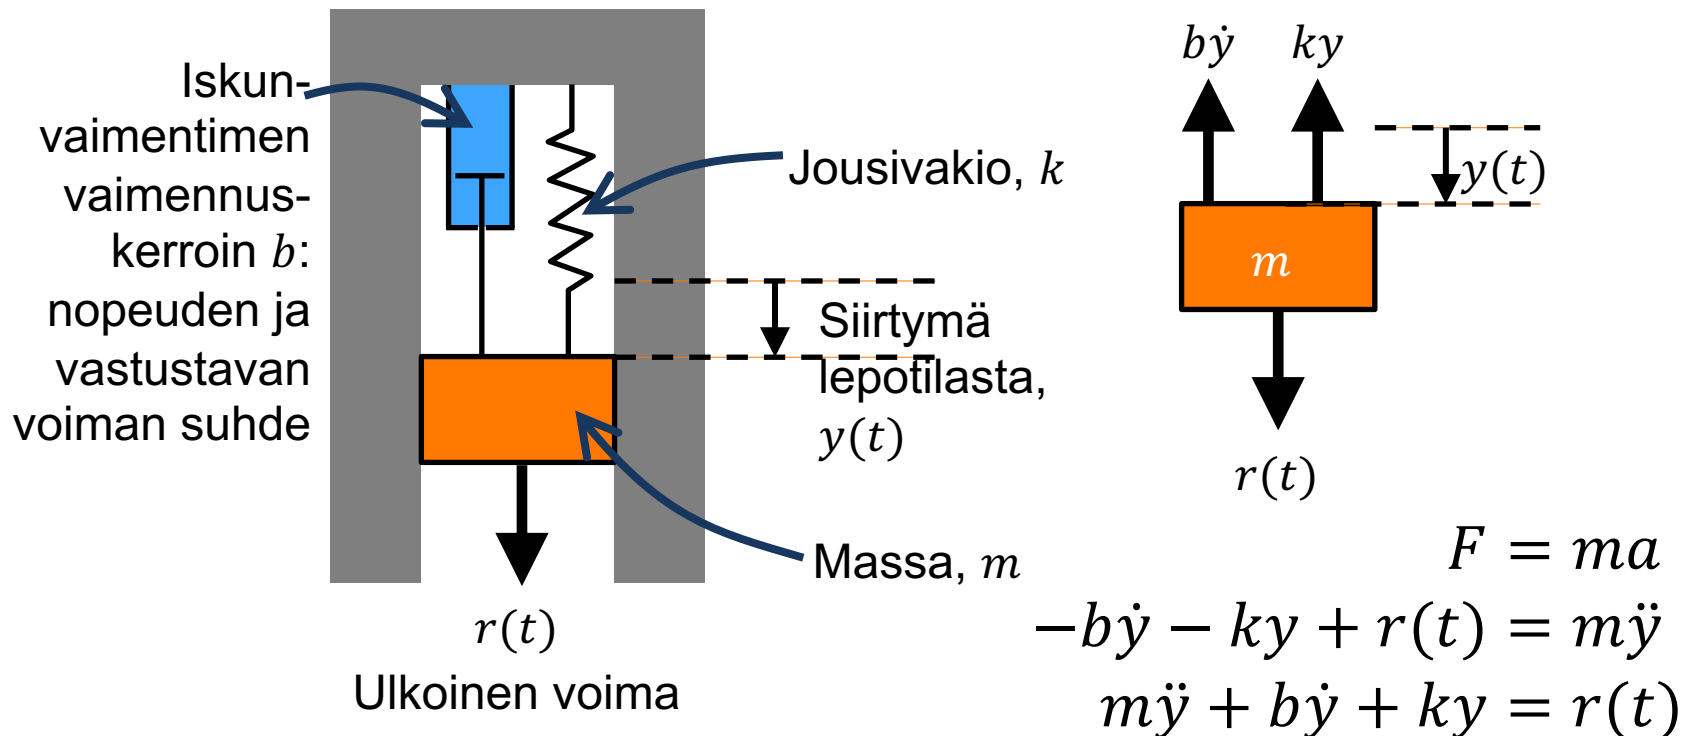 Iskun-
vaimentimen
vaimennus-
kerroin b:
nopeuden ja
vastustavan
voiman suhde
Jousivakio, k
Siirtymä
lepotilasta,
y(t)
Massa, m
r(t)
Ulkoinen voima
bẏ ky
y(t)
m
r(t)
F = ma
−bẏ − ky + r(t) = mÿ
mÿ + bẏ + ky = r(t)